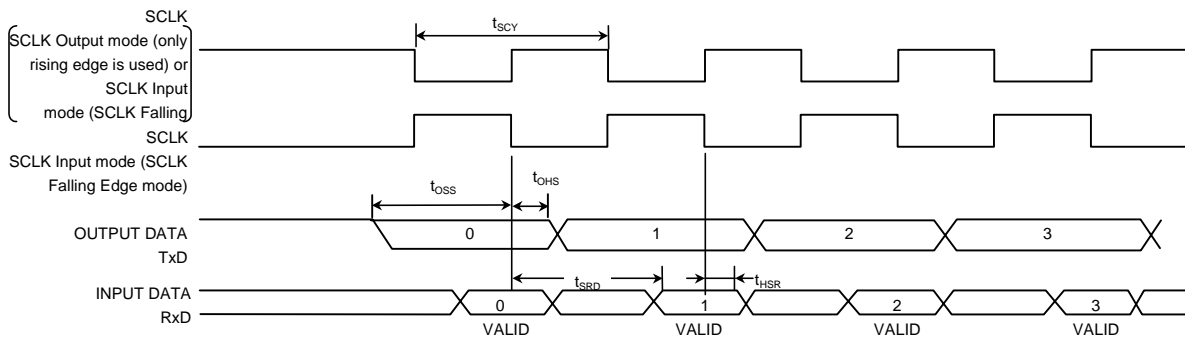 SCLK
tSCY
SCLK Output mode (only
rising edge is used) or
SCLK Input
mode (SCLK Falling
SCLK
SCLK Input mode (SCLK
Falling Edge mode)
tOSS
tOHS
OUTPUT DATA
TxD
0
1
2
3
tSRD
tHSR
INPUT DATA
RxD
0
1
2
3
VALID
VALID
VALID
VALID